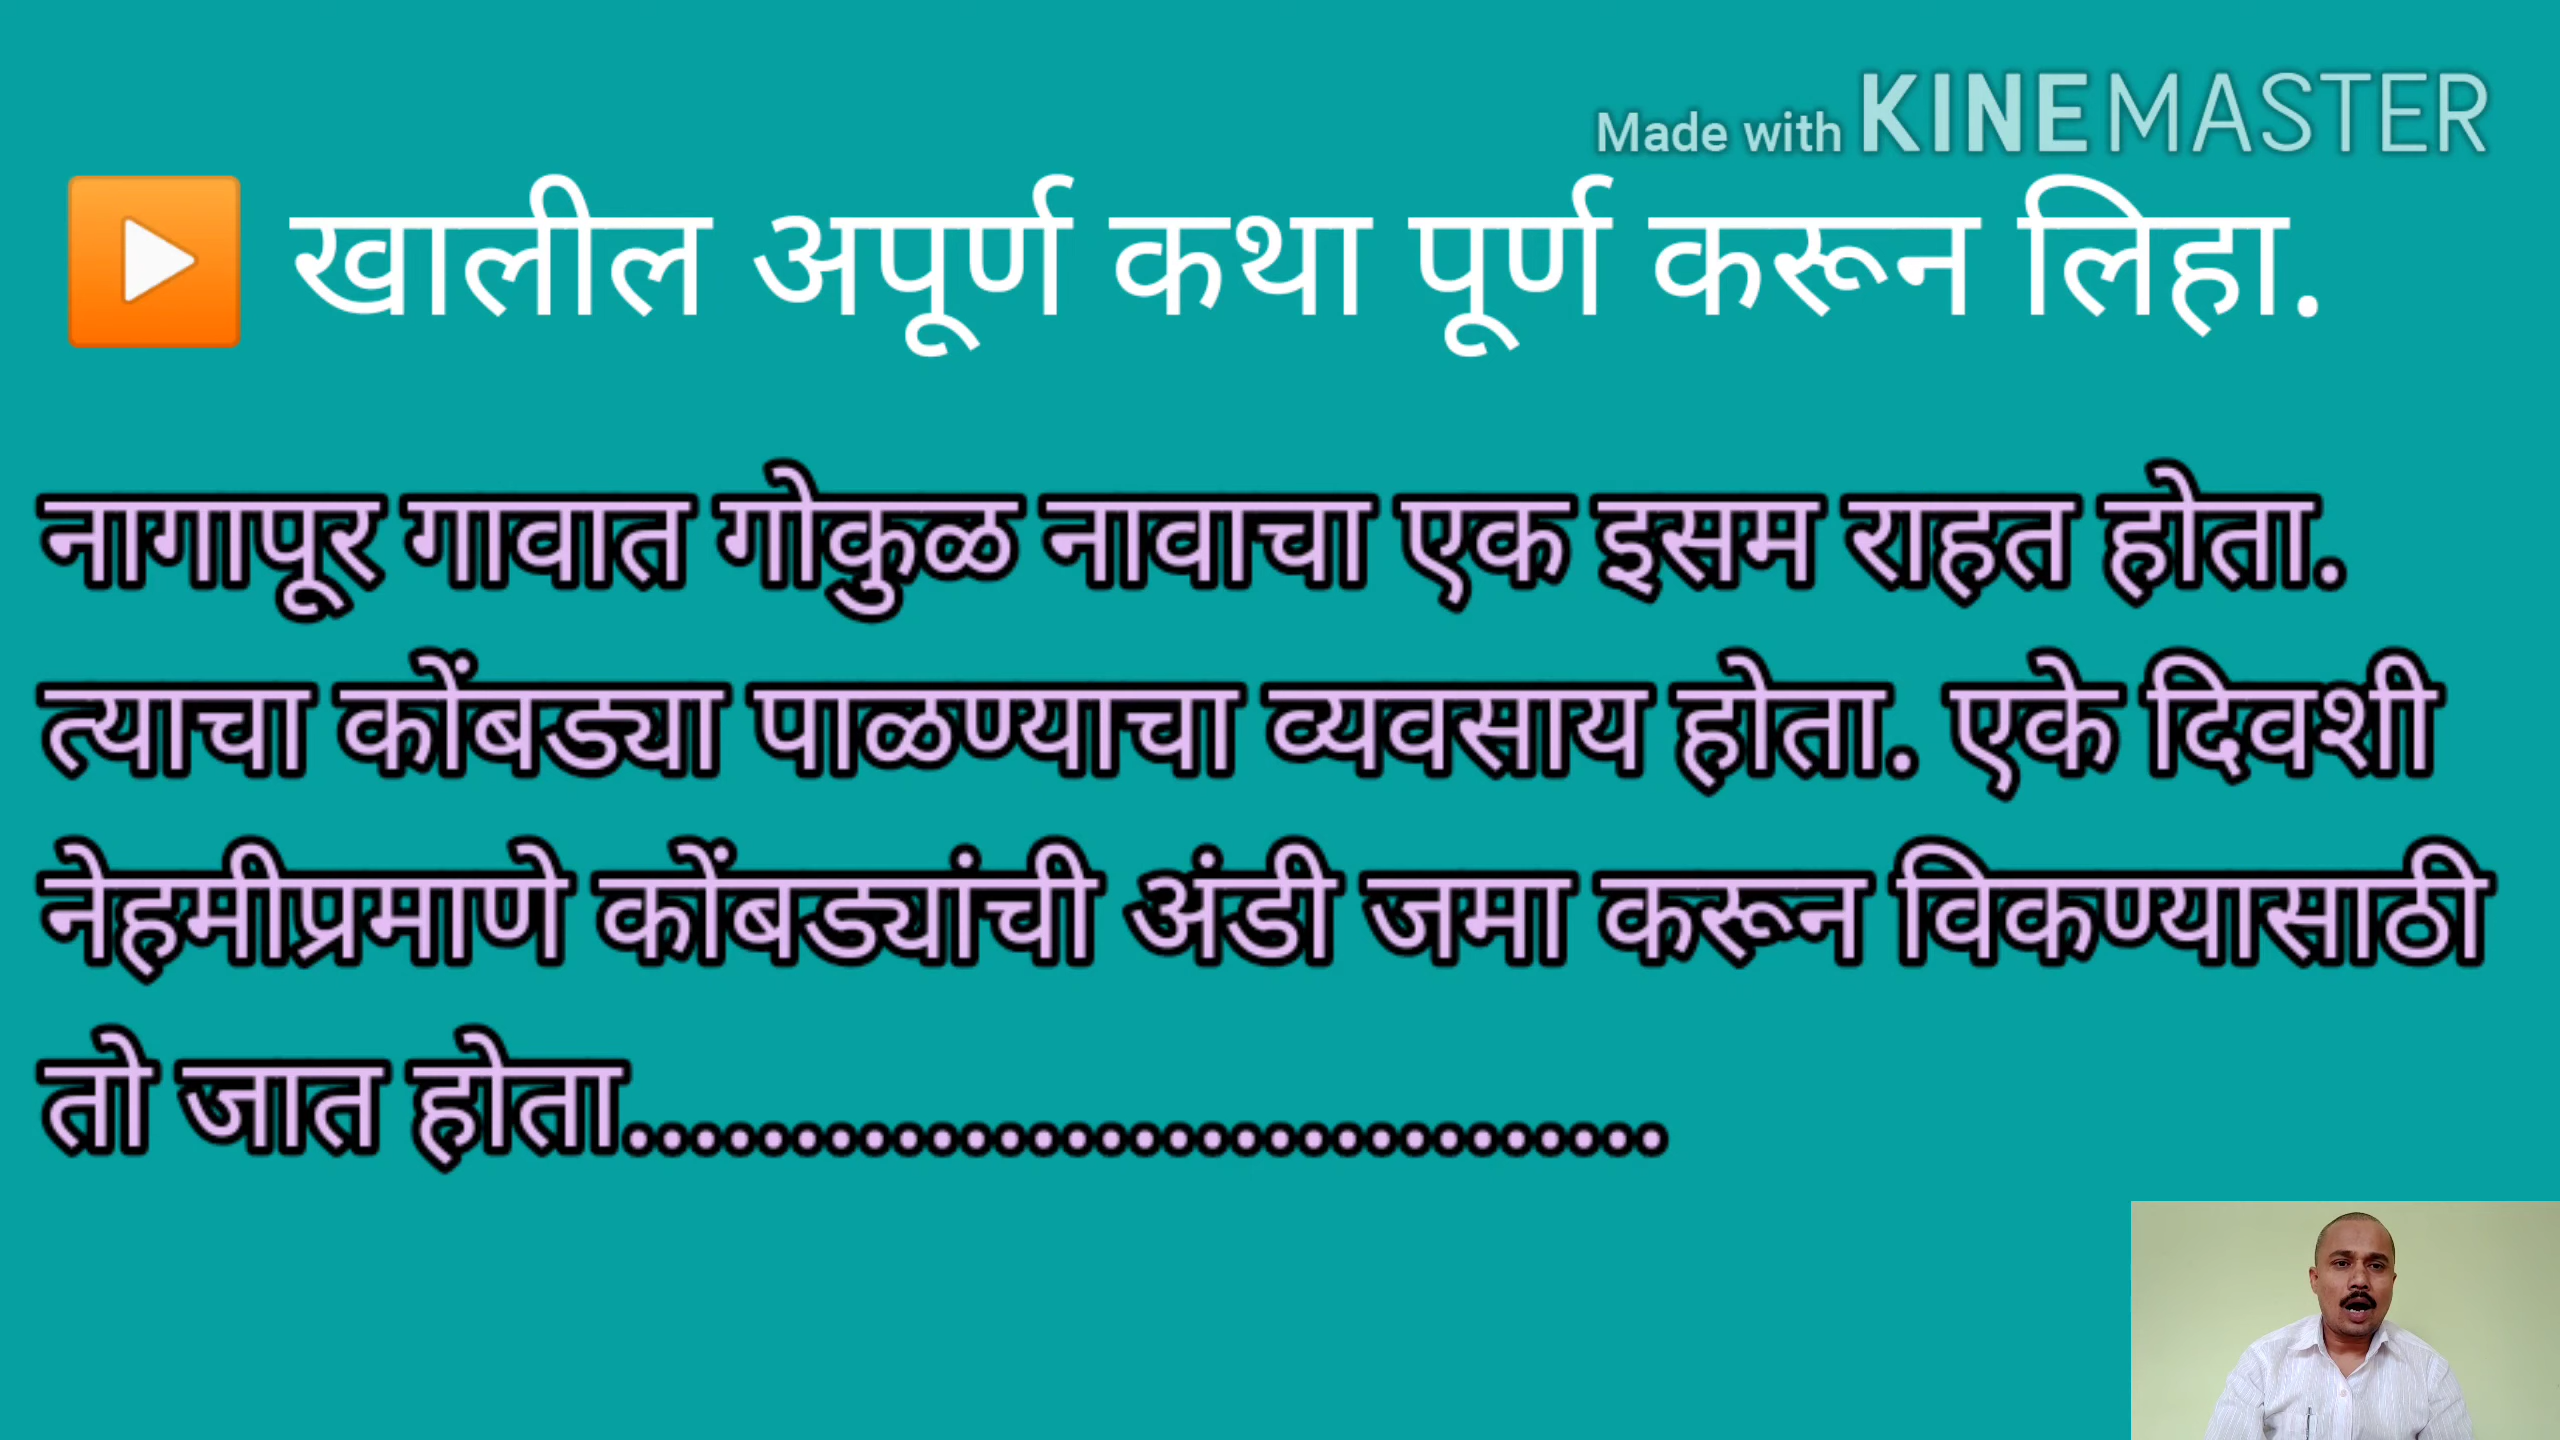 Made with KINEMASTER
▶️ खालील अपूर्ण कथा पूर्ण करून लिहा.
नागापूर गावात गोकुळ नावाचा एक इसम राहत होता.
त्याचा कोंबड्या पाळण्याचा व्यवसाय होता. एके दिवशी
नेहमीप्रमाणे कोंबड्यांची अंडी जमा करून विकण्यासाठी
तो जात होता...............................